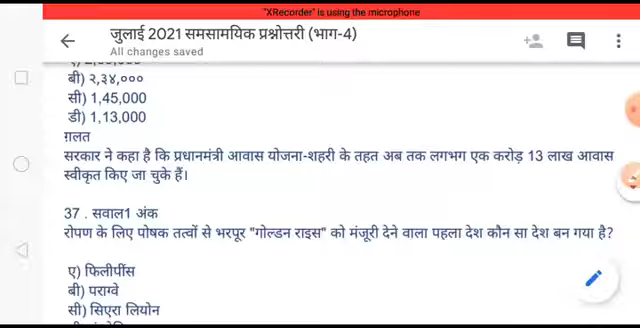 "XRecorder" is using the microphone
जुलाई 2021 समसामयिक प्रश्नोत्तरी (भाग-4)
All changes saved
बी) २,३४,०००
सी) 1,45,000
डी) 1,13,000
ग़लत
सरकार ने कहा है कि प्रधानमंत्री आवास योजना-शहरी के तहत अब तक लगभग एक करोड़ 13 लाख आवास
स्वीकृत किए जा चुके हैं।
37 . सवाल1 अंक
रोपण के लिए पोषक तत्वों से भरपूर "गोल्डन राइस" को मंजूरी देने वाला पहला देश कौन सा देश बन गया है?
ए) फिलीपींस
बी) पराग्वे
सी) सिएरा लियोन